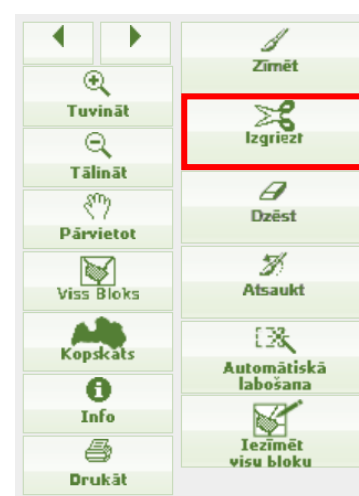 Tuvināt
Tālināt
Pārvietot
Viss Bloks
Kopskats
Info
Drukāt
Zīmēt
Izgriezt
Dzēst
Atsaukt
Automātiskā
labošana
Iezīmēt
visu bloku